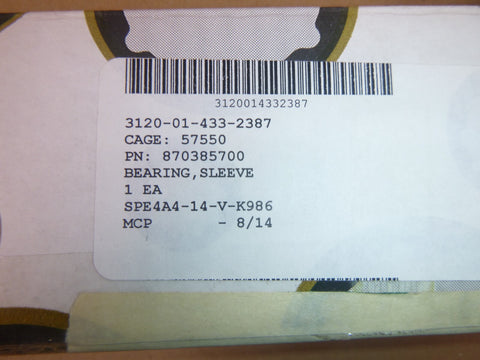 3120014332387
3120-01-433-2387
CAGE: 57550
PN: 870385700
BEARING,SLEEVE
1 EA
SPE4A4-14-V-K986
MCP - 8/14